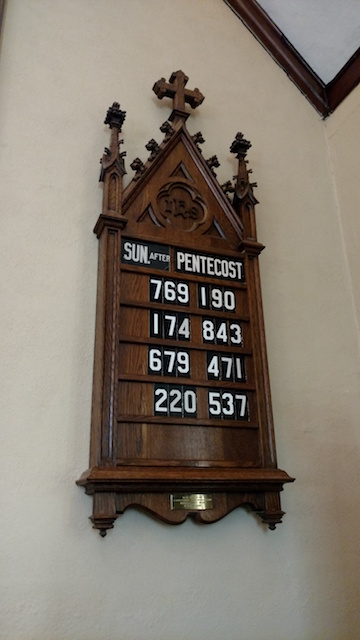 IHS
SUN. AFTER PENTECOST
769 190
174 843
679 471
220 537